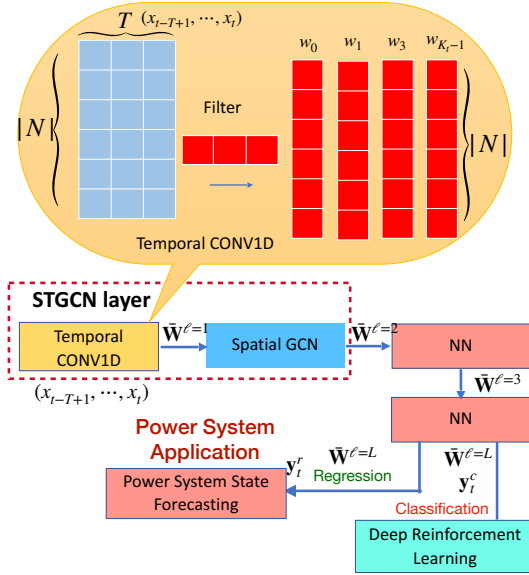 T (x_{t−T+1}, ⋯, x_t)
w_0 w_1 w_3 w_{K_t−1}
|N|
Filter
|N|
Temporal CONV1D
STGCN layer
Temporal
CONV1D
W̄^{ℓ=1}
Spatial GCN
W̄^{ℓ=2}
NN
(x_{t−T+1}, ⋯, x_t)
W̄^{ℓ=3}
NN
Power System
Application
y_t^r
W̄^{ℓ=L}
Regression
W̄^{ℓ=L}
y_t^c
Power System State
Forecasting
Classification
Deep Reinforcement
Learning